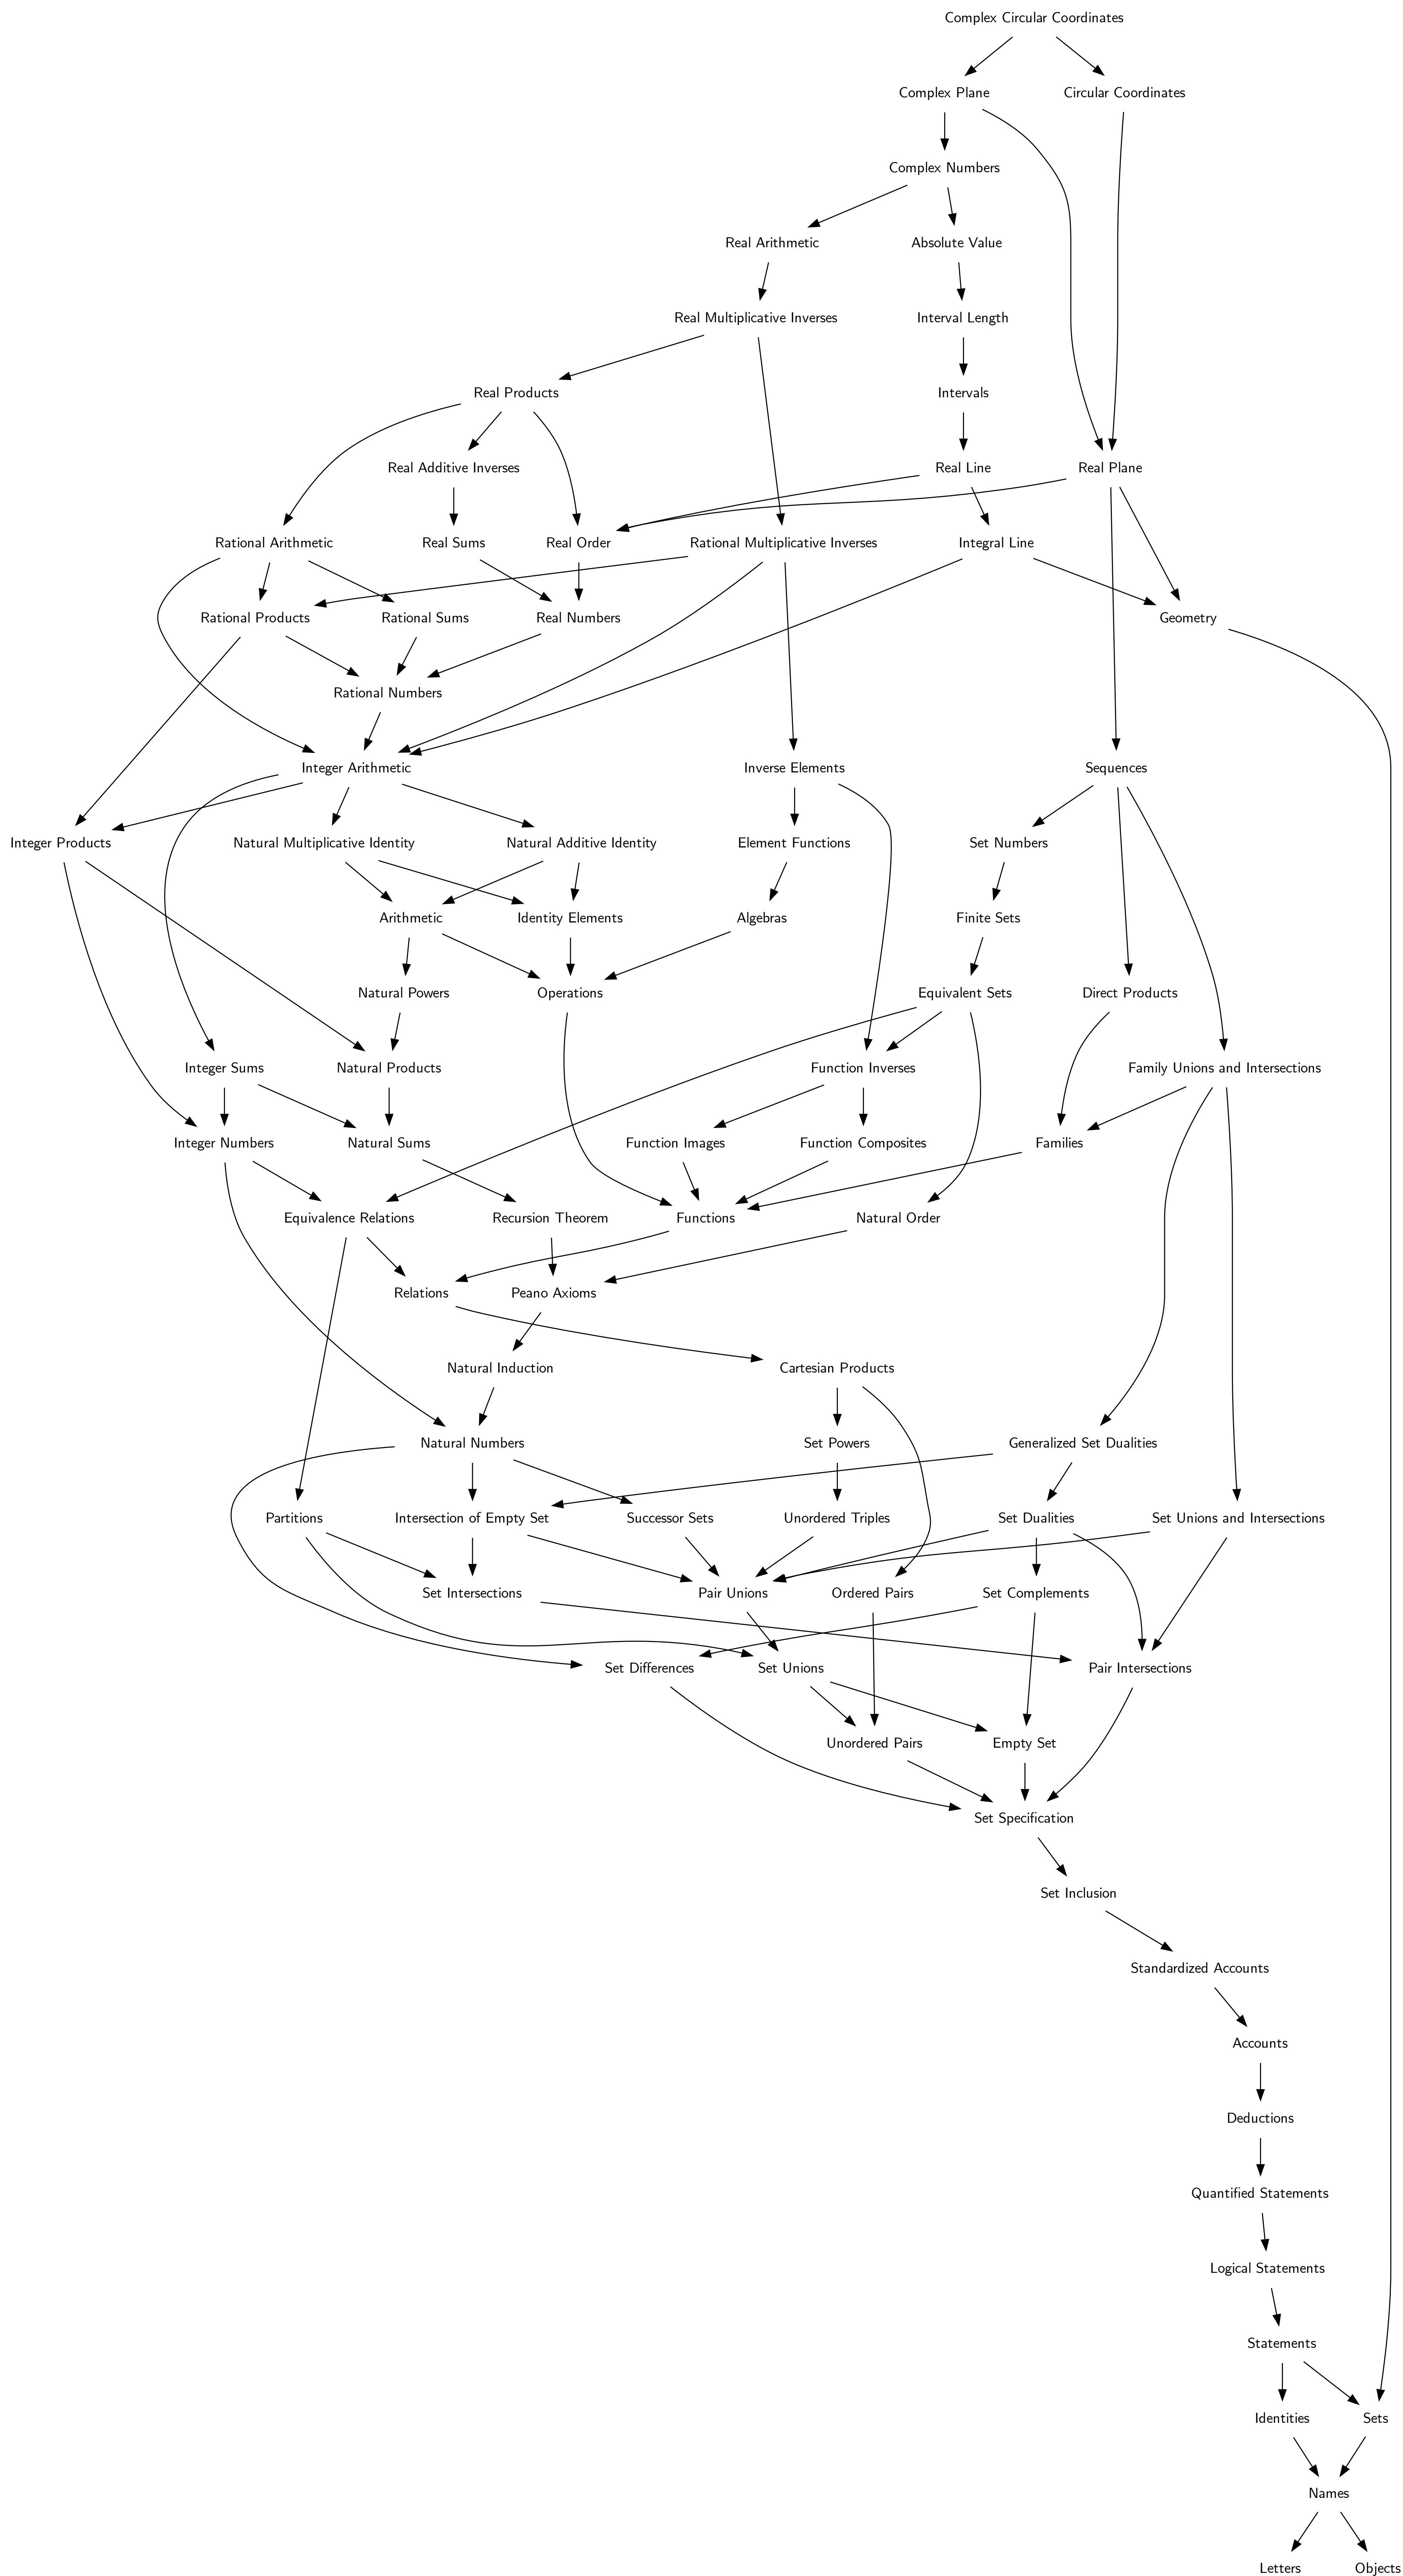 Complex Circular Coordinates
Complex Plane
Circular Coordinates
Complex Numbers
Real Arithmetic
Absolute Value
Real Multiplicative Inverses
Interval Length
Real Products
Intervals
Real Additive Inverses
Real Line
Real Plane
Rational Arithmetic
Real Sums
Real Order
Rational Multiplicative Inverses
Integral Line
Rational Products
Rational Sums
Real Numbers
Geometry
Rational Numbers
Integer Arithmetic
Inverse Elements
Sequences
Integer Products
Natural Multiplicative Identity
Natural Additive Identity
Element Functions
Set Numbers
Arithmetic
Identity Elements
Algebras
Finite Sets
Natural Powers
Operations
Equivalent Sets
Direct Products
Integer Sums
Natural Products
Function Inverses
Family Unions and Intersections
Integer Numbers
Natural Sums
Function Images
Function Composites
Families
Equivalence Relations
Recursion Theorem
Functions
Natural Order
Relations
Peano Axioms
Natural Induction
Cartesian Products
Natural Numbers
Set Powers
Generalized Set Dualities
Partitions
Intersection of Empty Set
Successor Sets
Unordered Triples
Set Dualities
Set Unions and Intersections
Set Intersections
Pair Unions
Ordered Pairs
Set Complements
Set Differences
Set Unions
Pair Intersections
Unordered Pairs
Empty Set
Set Specification
Set Inclusion
Standardized Accounts
Accounts
Deductions
Quantified Statements
Logical Statements
Statements
Identities
Sets
Names
Letters
Objects